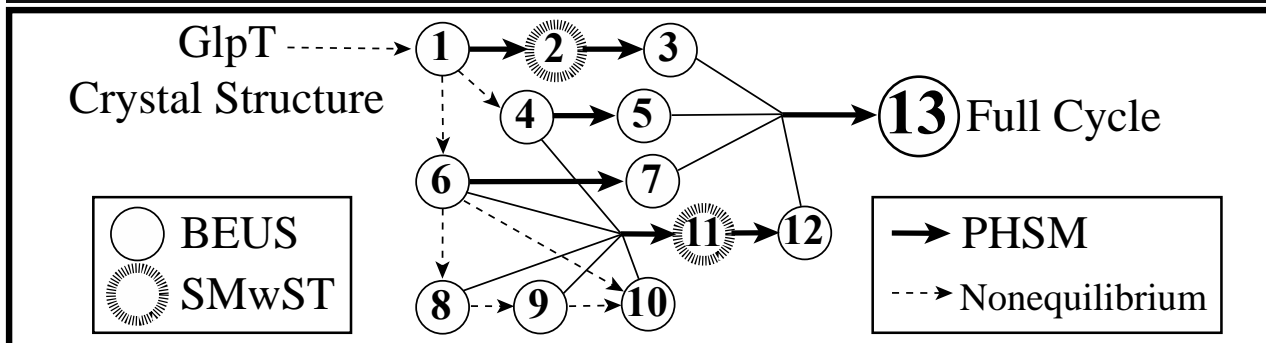 GlpT
Crystal Structure
1
2
3
4
5
13 Full Cycle
6
7
11
12
8
9
10
BEUS
SMwST
PHSM
Nonequilibrium